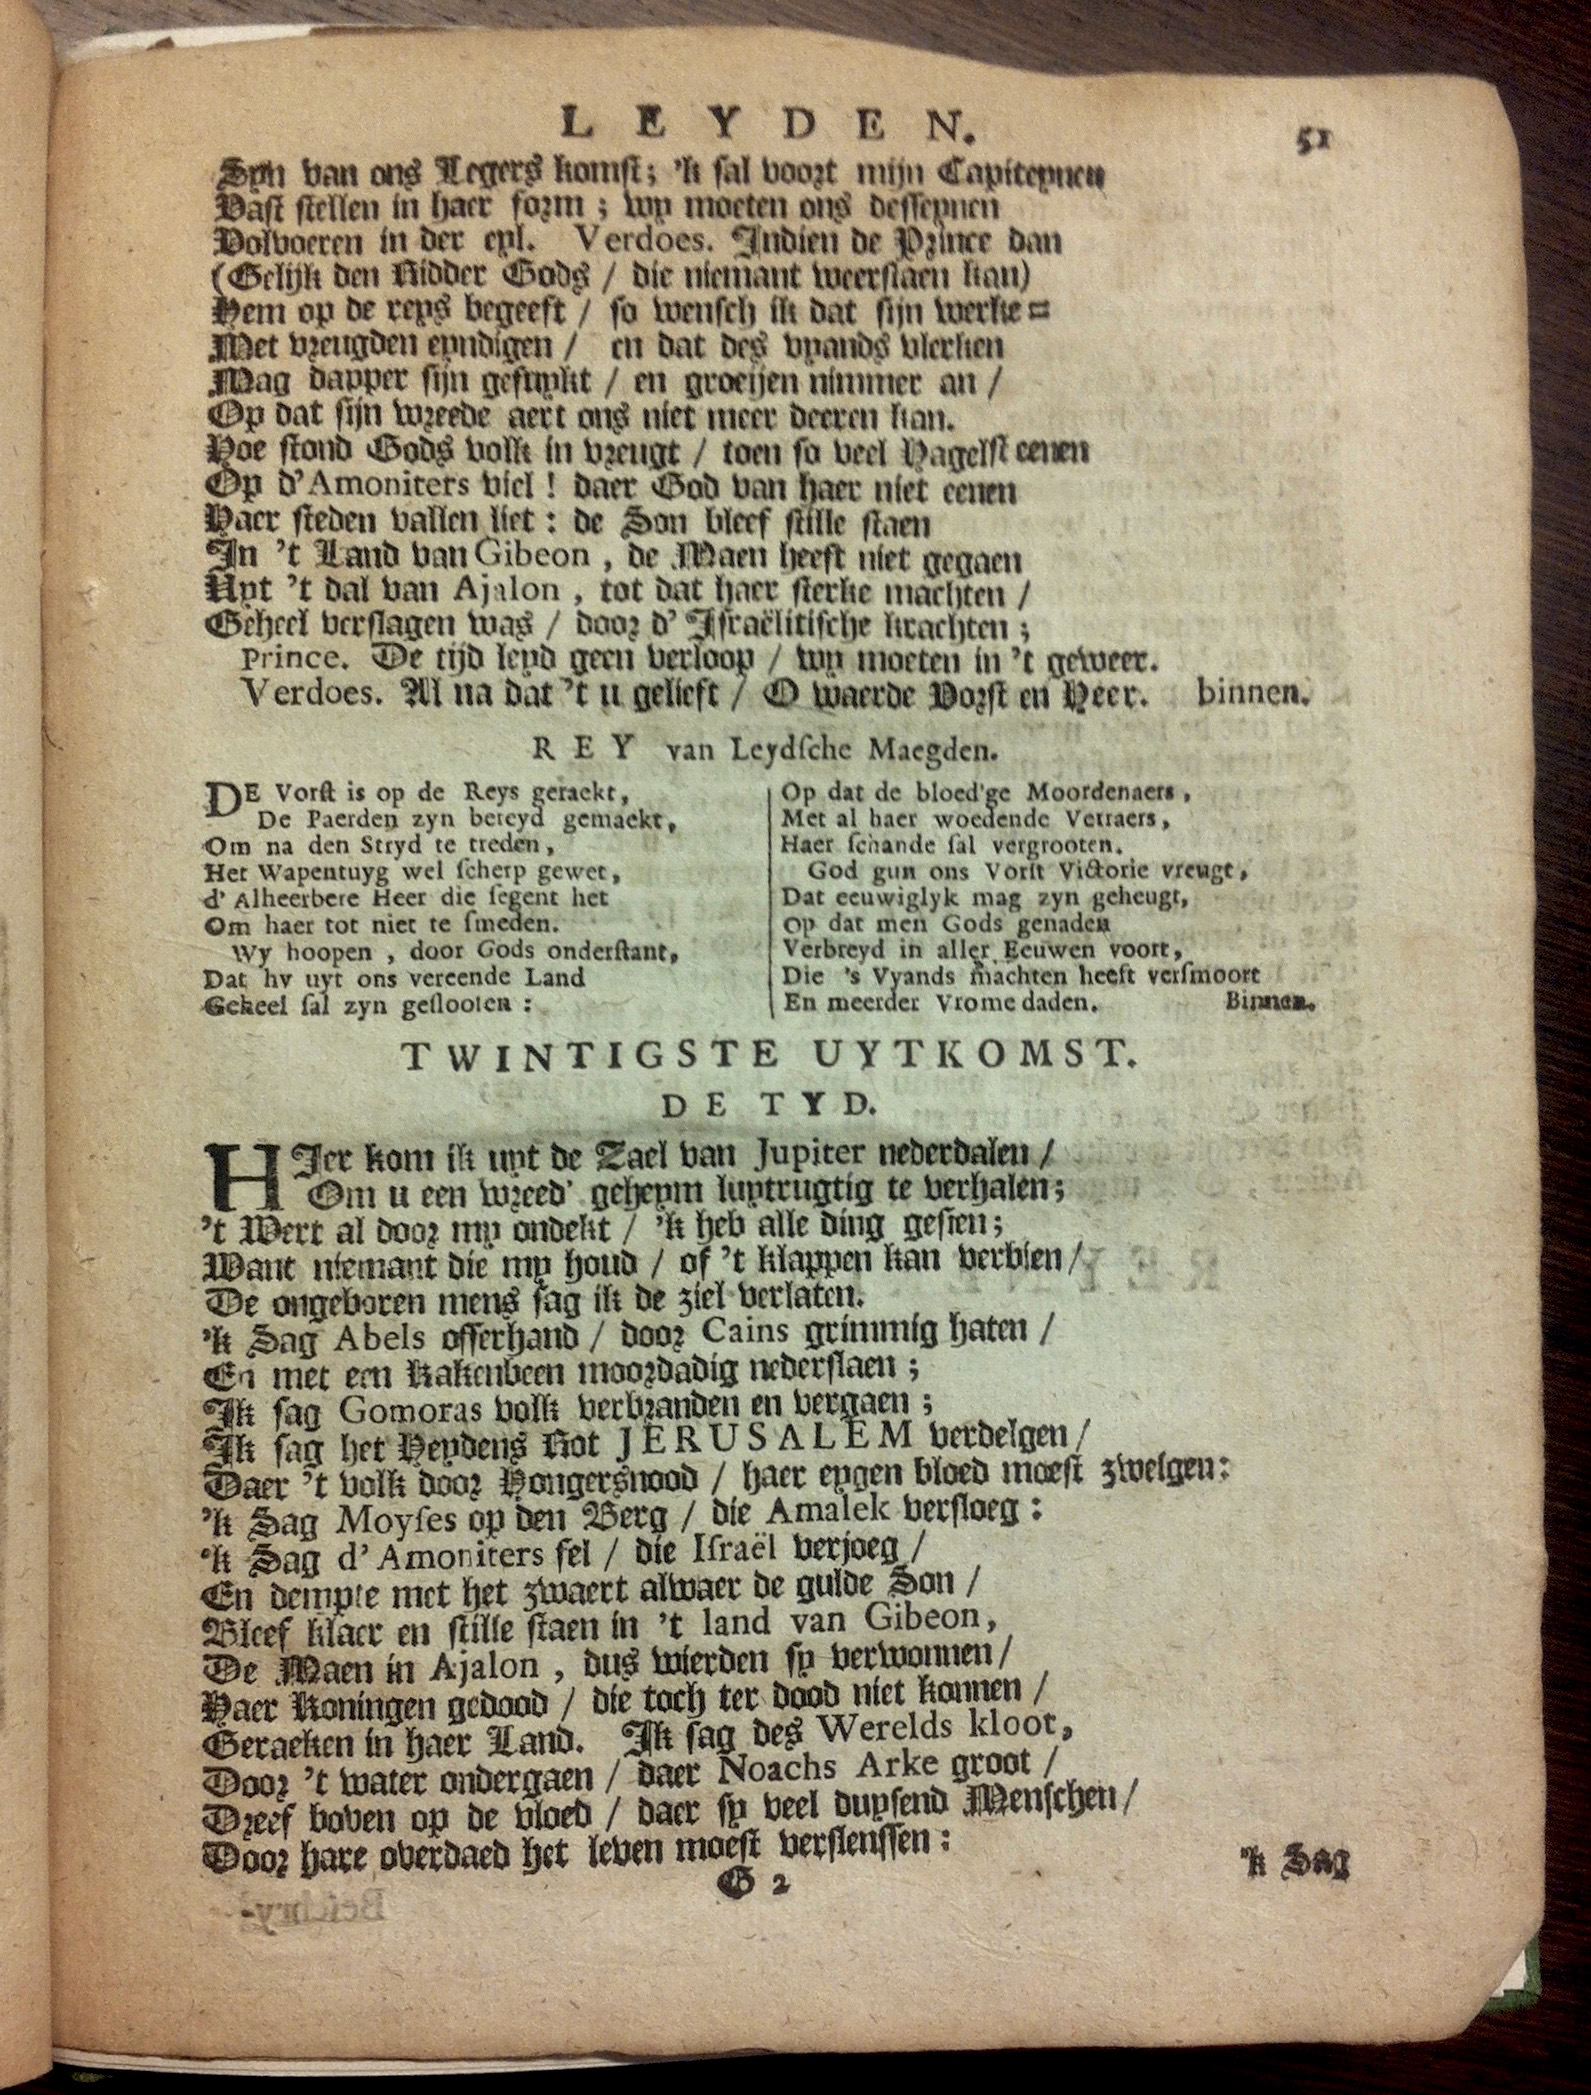 LEYDEN. 51
Syn van ons Legers komst; 'k sal voort mijn Capiteynen
Vast stellen in haer form; wy moeten ons desseynen
Volvoeren in der eyl. Verdoes. Indien de Prince dan
(Gelijk den Ridder Gods / die niemant weerstaen kan)
Hem op de reys begeeft / so wensch ik dat sijn werke=
Met vreugden eyndigen / en dat des vyands vlerken
Mag dapper sijn gefnuykt / en groeijen nimmer an /
Op dat sijn wreede aert ons niet meer deeren kan.
Hoe stond Gods volk in vreugt / toen so veel Hagelsteenen
Op d'Amoniters viel! daer God van haer niet eenen
Haer steden vallen liet: de Son bleef stille staen
In 't Land van Gibeon, de Maen heeft niet gegaen
Uyt 't dal van Ajalon, tot dat haer sterke machten /
Geheel verslagen was / door d' Israëlitische krachten;
Prince. De tijd leyd geen verloop / wy moeten in 't geweer.
Verdoes. Al na dat 't u gelieft / O waerde Vorst en Heer. binnen.
REY van Leydsche Maegden.
DE Vorst is op de Reys geraekt,
De Paerden zyn bereyd gemaekt,
Om na den Stryd te treden,
Het Wapentuyg wel scherp gewet,
d' Alheerbere Heer die segent het
Om haer tot niet te smeden.
Wy hoopen, door Gods onderstant,
Dat hy uyt ons vereende Land
Geheel sal zyn geslooten:
Op dat de bloed'ge Moordenaers,
Met al haer woedende Verraers,
Haer schande sal vergrooten.
God gun ons Vorst Victorie vreugt,
Dat eeuwiglyk mag zyn geheugt,
Op dat men Gods genaden
Verbreyd in aller Eeuwen voort,
Die 's Vyands machten heeft versmoort
En meerder Vrome daden. Binnen.
TWINTIGSTE UYTKOMST.
DE TYD.
HIer kom ik uyt de Zael van Jupiter nederdalen /
Om u een wreed' geheym luytrugtig te verhalen;
't Wert al door my ondekt / 'k heb alle ding gesien;
Want niemant die my houd / of 't klappen kan verbien /
De ongeboren mens sag ik de ziel verlaten.
'k Sag Abels offerhand / door Cains grimmig haten /
En met een Kakenbeen moordadig nederslaen;
Ik sag Gomoras volk verbranden en vergaen;
Ik sag het Heydens Rot JERUSALEM verdelgen /
Daer 't volk door Hongersnood / haer eygen bloed moest zwelgen:
'k Sag Moyses op den Berg / die Amalek versloeg:
'k Sag d' Amoniters fel / die Israël verjoeg /
En dempte met het zwaert alwaer de gulde Son /
Bleef klaer en stille staen in 't land van Gibeon,
De Maen in Ajalon, dus wierden sy verwonnen /
Haer Koningen gedood / die toch ter dood niet konnen /
Geraeken in haer Land. Ik sag des Werelds kloot,
Door 't water ondergaen / daer Noachs Arke groot /
Dreef boven op de vloed / daer sy veel duysend Menschen /
Door hare overdaed het leven moest verslenssen:
G 2 'k Sag